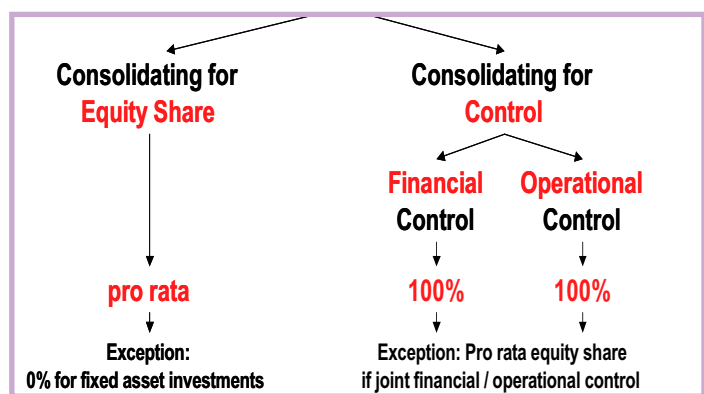 Consolidating for
Equity Share
Consolidating for
Control
Financial
Control
Operational
Control
pro rata
100%
100%
Exception:
0% for fixed asset investments
Exception: Pro rata equity share
if joint financial / operational control